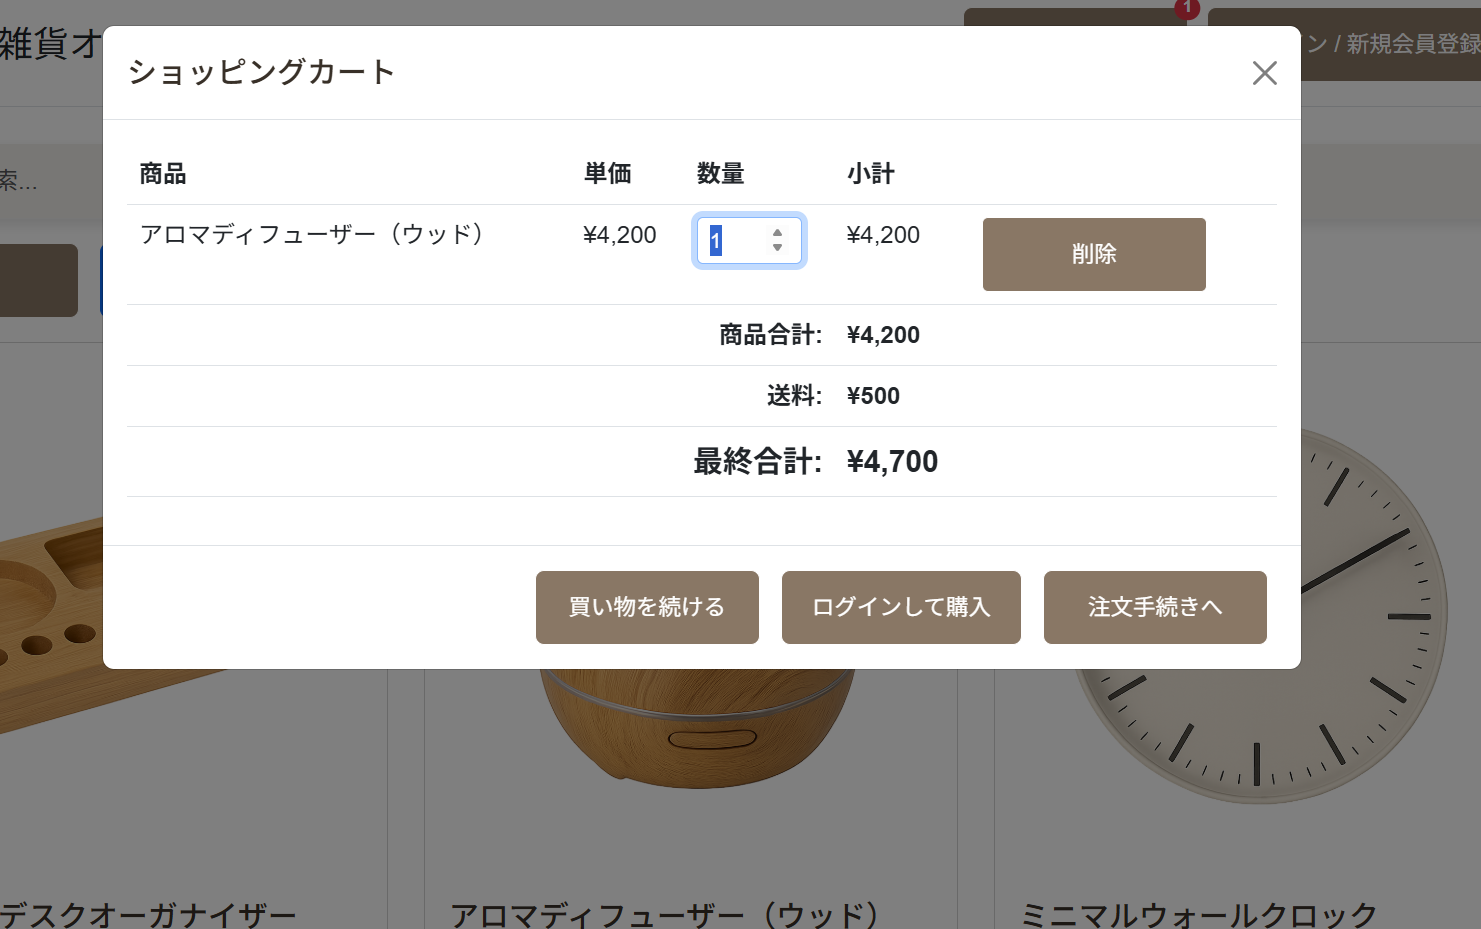 雑貨オ
1
ン / 新規会員登録
ショッピングカート
索...
商品 単価 数量 小計
アロマディフューザー（ウッド） ¥4,200 1 ¥4,200 削除
商品合計: ¥4,200
送料: ¥500
最終合計: ¥4,700
買い物を続ける ログインして購入 注文手続きへ
デスクオーガナイザー アロマディフューザー（ウッド） ミニマルウォールクロック